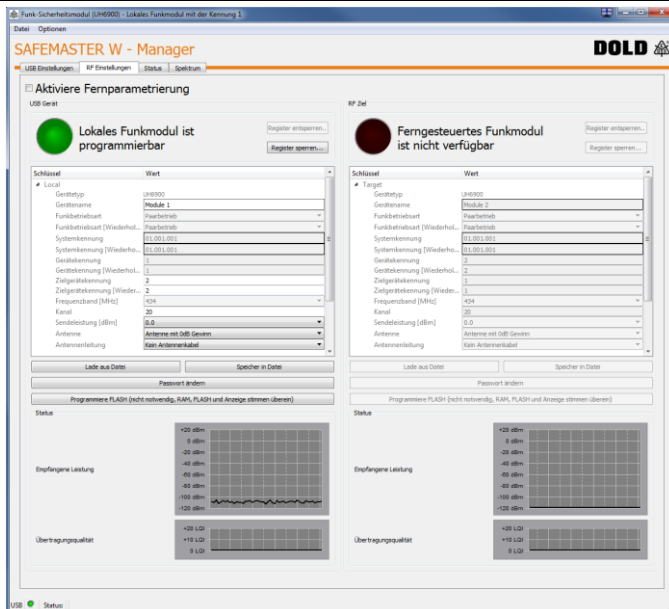 Funk-Sicherheitsmodul (UH6900) - Lokales Funkmodul mit der Kennung 1
Datei Optionen
SAFEMASTER W - Manager
DOLD
USB Einstellungen RF Einstellungen Status Spektrum
Aktiviere Fernparametrierung
USB Gerät
Lokales Funkmodul ist
programmierbar
Register entsperren...
Register sperren...
Schlüssel Wert
Local
Gerätetyp UH6900
Gerätename Module 1
Funkbetriebsart Paarbetrieb
Funkbetriebsart [Wiederhol... Paarbetrieb
Systemkennung 01.001.001
Systemkennung [Wiederho... 01.001.001
Gerätekennung 1
Gerätekennung [Wiederhol... 1
Zielgerätekennung 2
Zielgerätekennung [Wieder... 2
Frequenzband [MHz] 434
Kanal 20
Sendeleistung [dBm] 0.0
Antenne Antenne mit 0dB Gewinn
Antennenleitung Kein Antennenkabel
Lade aus Datei Speicher in Datei
Passwort ändern
Programmiere FLASH (nicht notwendig, RAM, FLASH und Anzeige stimmen überein)
Status
Empfangene Leistung
+20 dBm
0 dBm
-20 dBm
-40 dBm
-60 dBm
-80 dBm
-100 dBm
-120 dBm
Übertragungsqualität
+20 LQI
+10 LQI
0 LQI
RF Ziel
Ferngesteuertes Funkmodul
ist nicht verfügbar
Register entsperren...
Register sperren...
Schlüssel Wert
Target
Gerätetyp UH6900
Gerätename Module 2
Funkbetriebsart Paarbetrieb
Funkbetriebsart [Wiederhol... Paarbetrieb
Systemkennung 01.001.001
Systemkennung [Wiederho... 01.001.001
Gerätekennung 2
Gerätekennung [Wiederhol... 2
Zielgerätekennung 1
Zielgerätekennung [Wieder... 1
Frequenzband [MHz] 434
Kanal 20
Sendeleistung [dBm] 0.0
Antenne Antenne mit 0dB Gewinn
Antennenleitung Kein Antennenkabel
Lade aus Datei Speicher in Datei
Passwort ändern
Programmiere FLASH (nicht notwendig, RAM, FLASH und Anzeige stimmen überein)
Status
Empfangene Leistung
+20 dBm
0 dBm
-20 dBm
-40 dBm
-60 dBm
-80 dBm
-100 dBm
-120 dBm
Übertragungsqualität
+20 LQI
+10 LQI
0 LQI
USB Status: